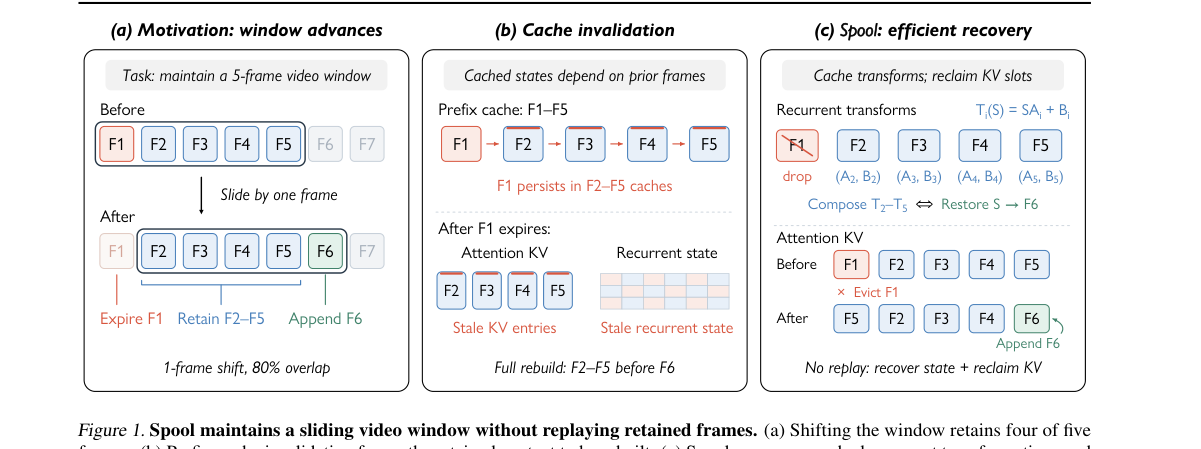 (a) Motivation: window advances
Task: maintain a 5-frame video window
Before
F1 F2 F3 F4 F5 F6 F7
Slide by one frame
After
F1 F2 F3 F4 F5 F6 F7
Expire F1 Retain F2–F5 Append F6
1-frame shift, 80% overlap
(b) Cache invalidation
Cached states depend on prior frames
Prefix cache: F1–F5
F1 → F2 → F3 → F4 → F5
F1 persists in F2–F5 caches
After F1 expires:
Attention KV Recurrent state
F2 F3 F4 F5
Stale KV entries Stale recurrent state
Full rebuild: F2–F5 before F6
(c) Spool: efficient recovery
Cache transforms; reclaim KV slots
Recurrent transforms Tᵢ(S) = SAᵢ + Bᵢ
F1 F2 F3 F4 F5
drop (A₂, B₂) (A₃, B₃) (A₄, B₄) (A₅, B₅)
Compose T₂–T₅ ⇔ Restore S → F6
Attention KV
Before F1 F2 F3 F4 F5
× Evict F1
After F5 F2 F3 F4 F6
Append F6
No replay: recover state + reclaim KV
Figure 1. Spool maintains a sliding video window without replaying retained frames. (a) Shifting the window retains four of five